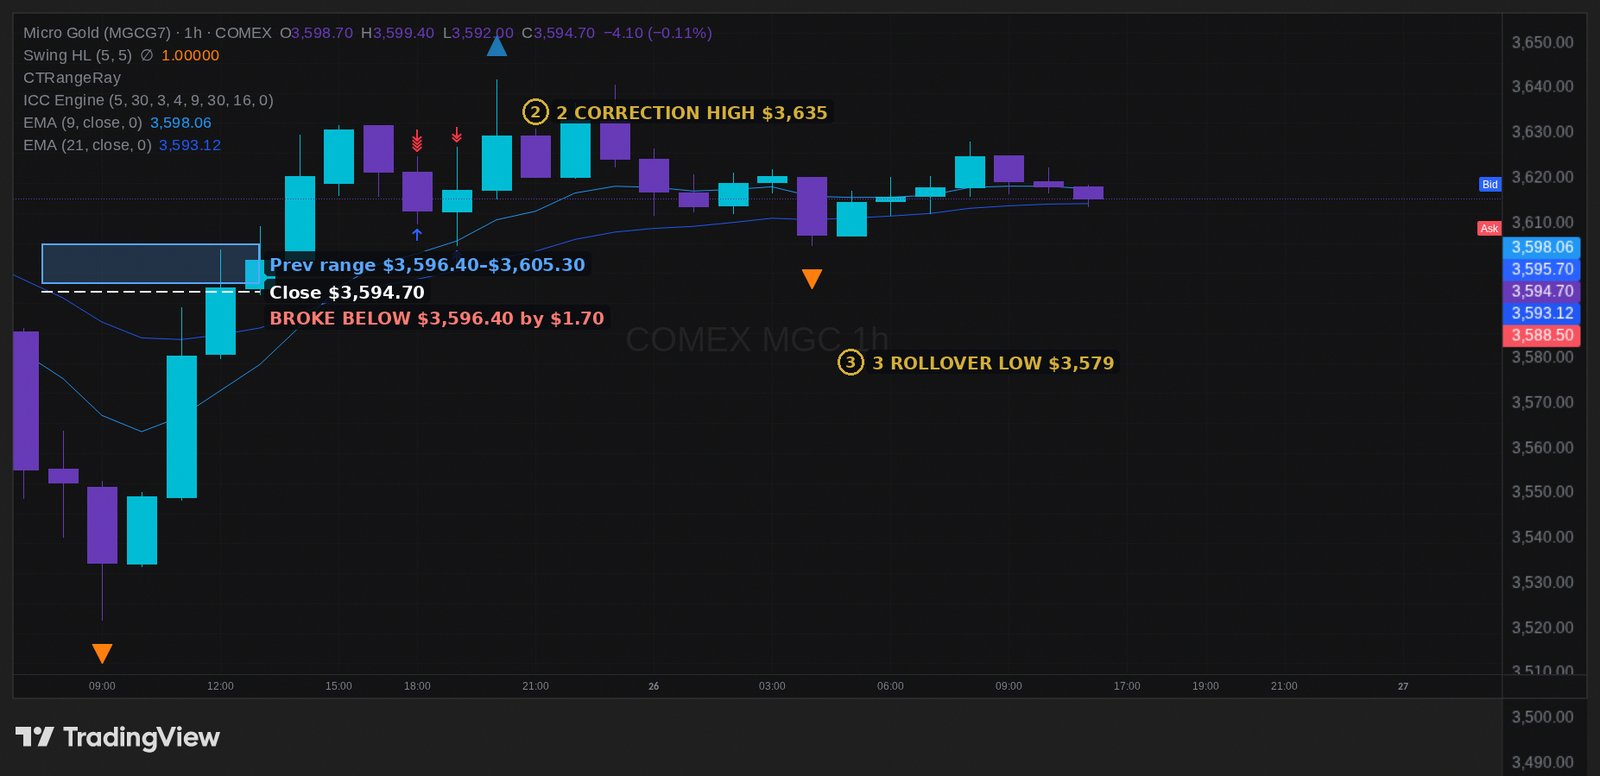 Micro Gold (MGCG7) · 1h · COMEX O3,598.70 H3,599.40 L3,592.00 C3,594.70 −4.10 (−0.11%)
Swing HL (5, 5) ∅ 1.00000
CTRangeRay
ICC Engine (5, 30, 3, 4, 9, 30, 16, 0)
EMA (9, close, 0) 3,598.06
EMA (21, close, 0) 3,593.12
2 2 CORRECTION HIGH $3,635
Prev range $3,596.40–$3,605.30
Close $3,594.70
BROKE BELOW $3,596.40 by $1.70
COMEX MGC 1h
3 3 ROLLOVER LOW $3,579
3,650.00
3,640.00
3,630.00
3,620.00
Bid
3,610.00
Ask
3,598.06
3,595.70
3,594.70
3,593.12
3,588.50
3,580.00
3,570.00
3,560.00
3,550.00
3,540.00
3,530.00
3,520.00
3,510.00
3,500.00
3,490.00
09:00 12:00 15:00 18:00 21:00 26 03:00 06:00 09:00 17:00 19:00 21:00 27
TradingView